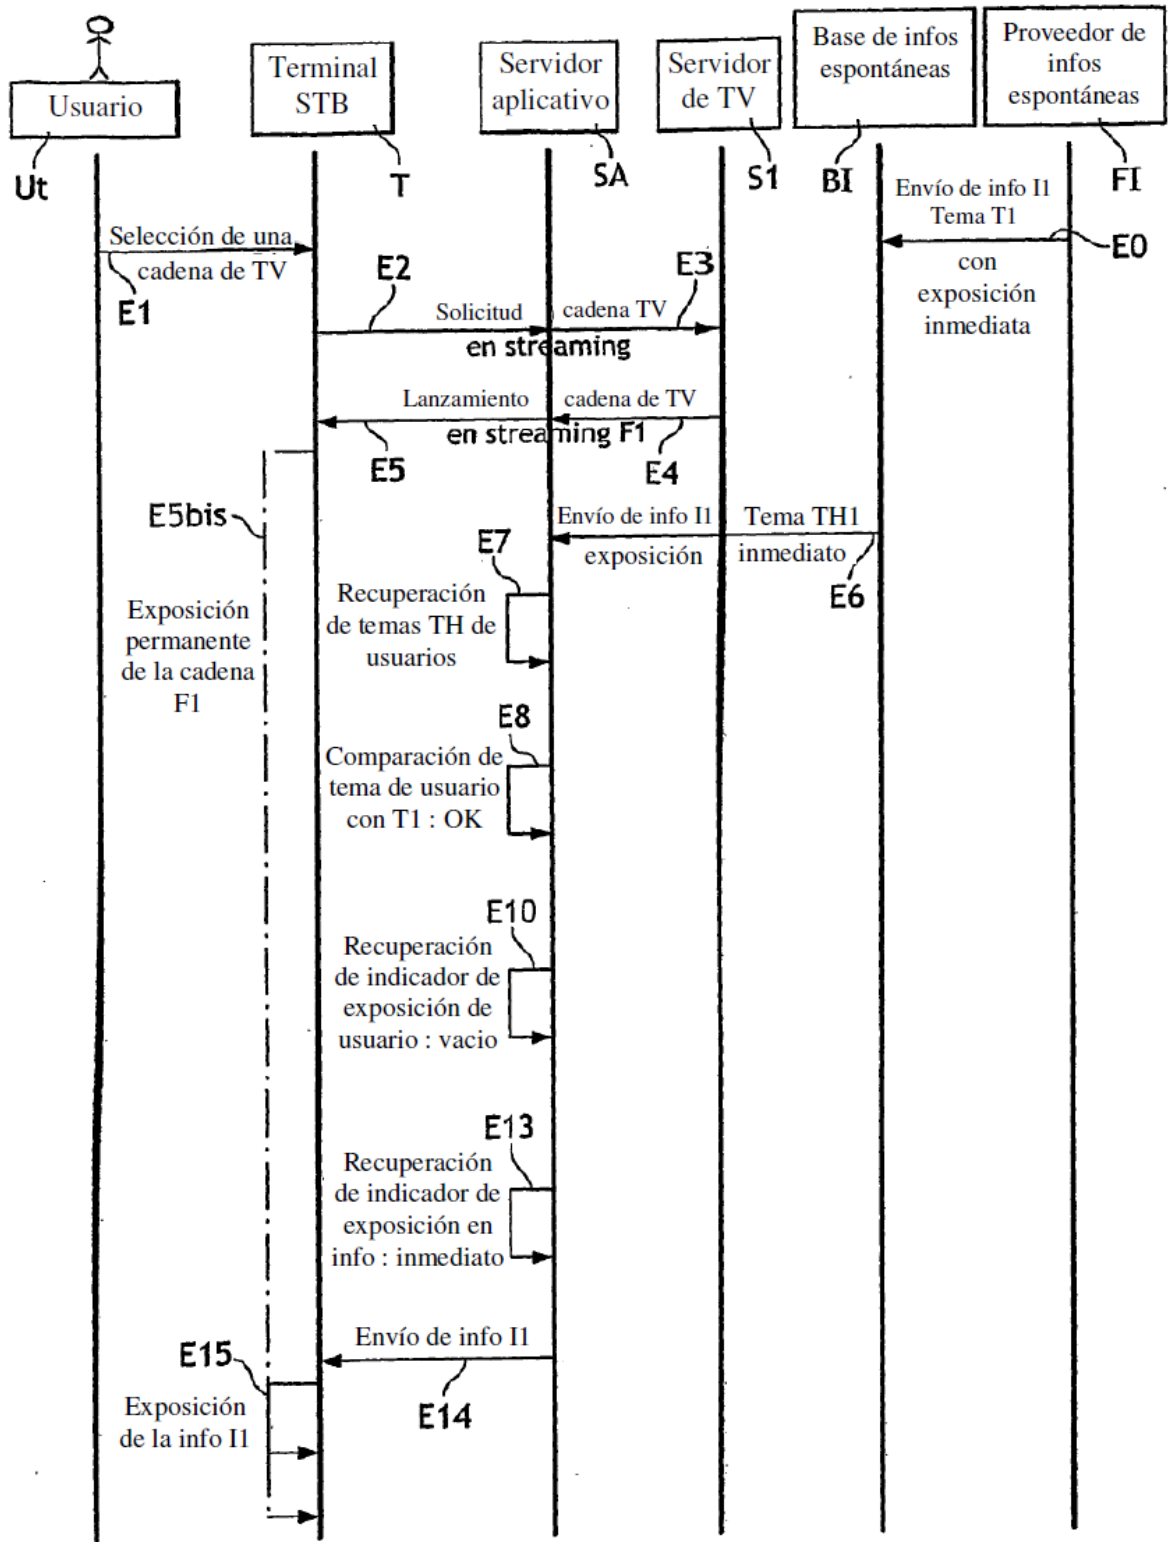 Usuario
Terminal
STB
Servidor
aplicativo
Servidor
de TV
Base de infos
espontáneas
Proveedor de
infos
espontáneas
Ut
T
SA
S1
BI
FI
Envío de info I1
Tema T1
E0
con
exposición
inmediata
Selección de una
cadena de TV
E1
E2
E3
Solicitud
cadena TV
en streaming
Lanzamiento
cadena de TV
en streaming F1
E5
E4
E5bis
Envío de info I1
Tema TH1
exposición
inmediato
E6
E7
Recuperación
de temas TH de
usuarios
Exposición
permanente
de la cadena
F1
E8
Comparación de
tema de usuario
con T1 : OK
E10
Recuperación
de indicador de
exposición de
usuario : vacio
E13
Recuperación
de indicador de
exposición en
info : inmediato
Envío de info I1
E14
E15
Exposición
de la info I1